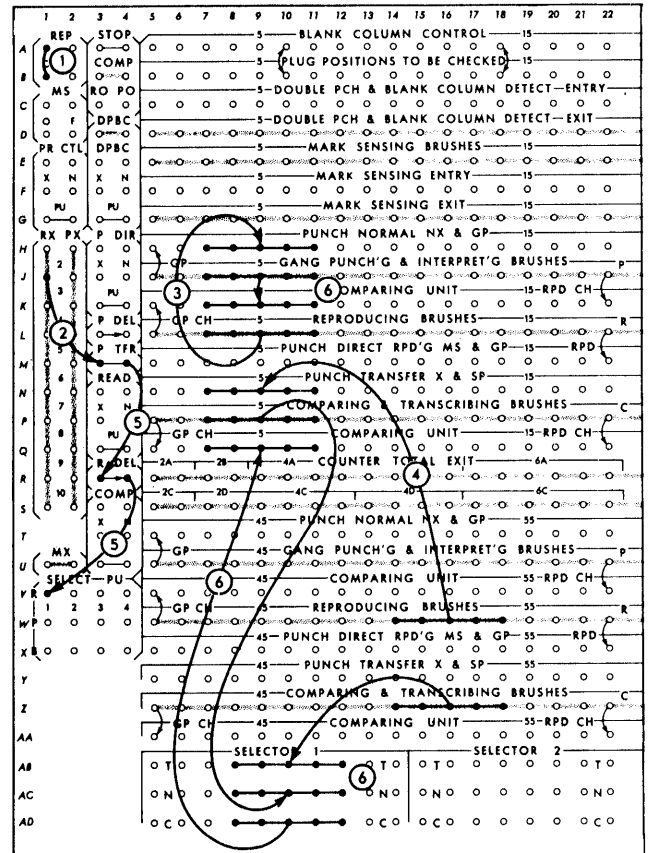 1 2 3 4 5 6 7 8 9 10 11 12 13 14 15 16 17 18 19 20 21 22
REP STOP 5 BLANK COLUMN CONTROL 15
A
1 COMP 5 PLUG POSITIONS TO BE CHECKED 15
B
MS RO PO 5 DOUBLE PCH & BLANK COLUMN DETECT-ENTRY
C
F DPBC 5 DOUBLE PCH & BLANK COLUMN DETECT-EXIT
D
PR CTL DPBC 5 MARK SENSING BRUSHES 15
E
X N X N 5 MARK SENSING ENTRY 15
F
PU PU 5 MARK SENSING EXIT 15
G
RX PX P DIR PUNCH NORMAL NX & GP 15
H
2 X N GP 5 GANG PUNCH'G & INTERPRET'G BRUSHES P
J
3 PU 3 6 OMPARING UNIT 15-RPD CH
K
P DEL GP CH 5 REPRODUCING BRUSHES 15 R
L
2 5 P TFR 5 PUNCH DIRECT RPD'G MS & GP RPD
M
6 READ PUNCH TRANSFER X & SP 15
N
7 X N 5 COMPARING & TRANSCRIBING BRUSHES C
P
8 PU 5 GP CH 5 COMPARING UNIT 15-RPD CH
Q
9 R DEL 2A 2B 4A COUNTER TOTAL EXIT 6A
R
10 COMP 2C 2D 4C 4 4D 6C
S
X 45 PUNCH NORMAL NX & GP 55
T
5 GP 45 GANG PUNCH'G & INTERPRET'G BRUSHES P
U MX
SELECT PU 6 45 COMPARING UNIT 55-RPD CH
V R
1 2 3 4 GP CH 45 REPRODUCING BRUSHES 55 R
W P
45 PUNCH DIRECT RPD'G MS & GP 55 RPD
X B
45 PUNCH TRANSFER X & SP 55
Y
45 COMPARING & TRANSCRIBING BRUSHES C
Z
GP CH 45 COMPARING UNIT 55-RPD CH
AA
SELECTOR 1 SELECTOR 2
AB T T T T
6
AC N N N N
AD C C C C